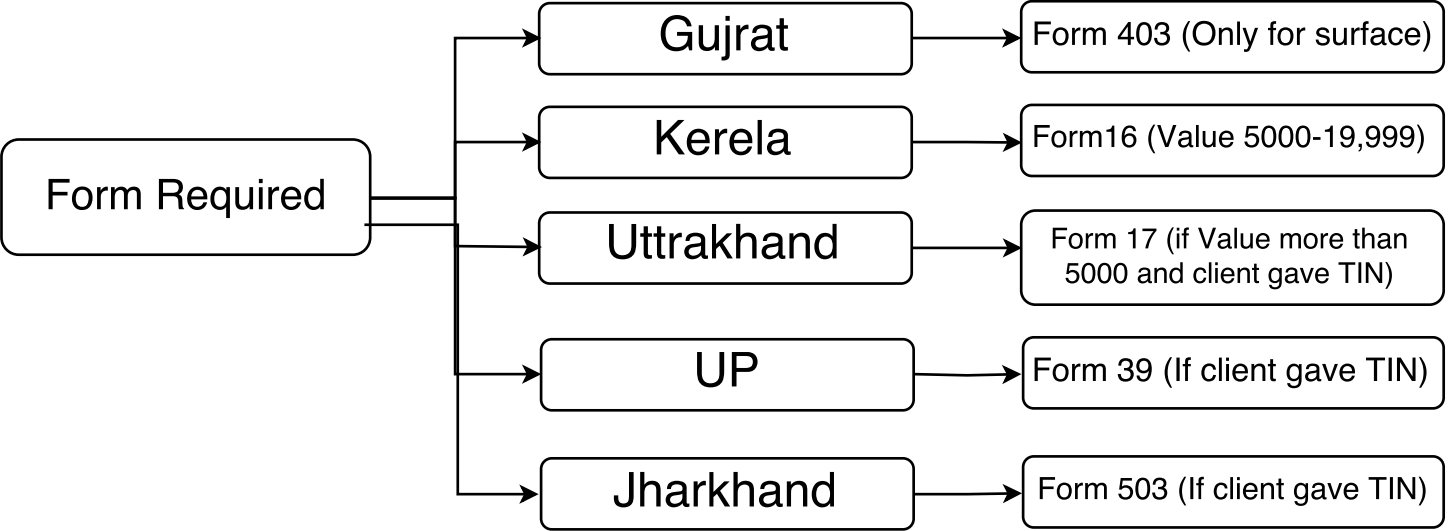 Form Required
Gujrat
Form 403 (Only for surface)
Kerela
Form16 (Value 5000-19,999)
Uttrakhand
Form 17 (if Value more than
5000 and client gave TIN)
UP
Form 39 (If client gave TIN)
Jharkhand
Form 503 (If client gave TIN)